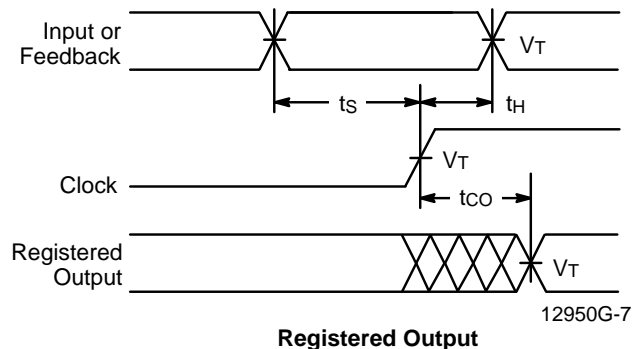 Input or
Feedback
VT
tS
tH
Clock
VT
tCO
Registered
Output
VT
12950G-7
Registered Output